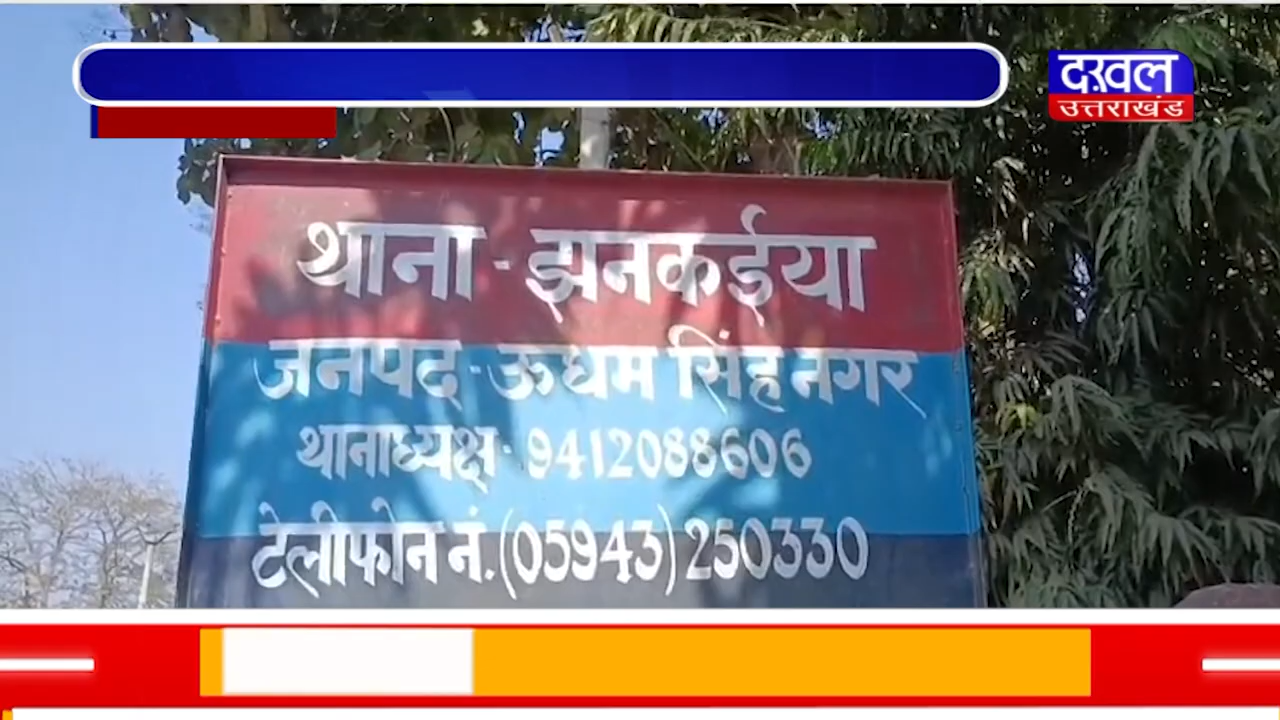 दख़ल
उत्तराखंड
थाना - झनकईया
जनपद - ऊधम सिंह नगर
थानाध्यक्ष - 9412088606
टेलीफोन नं. (05943) 250330